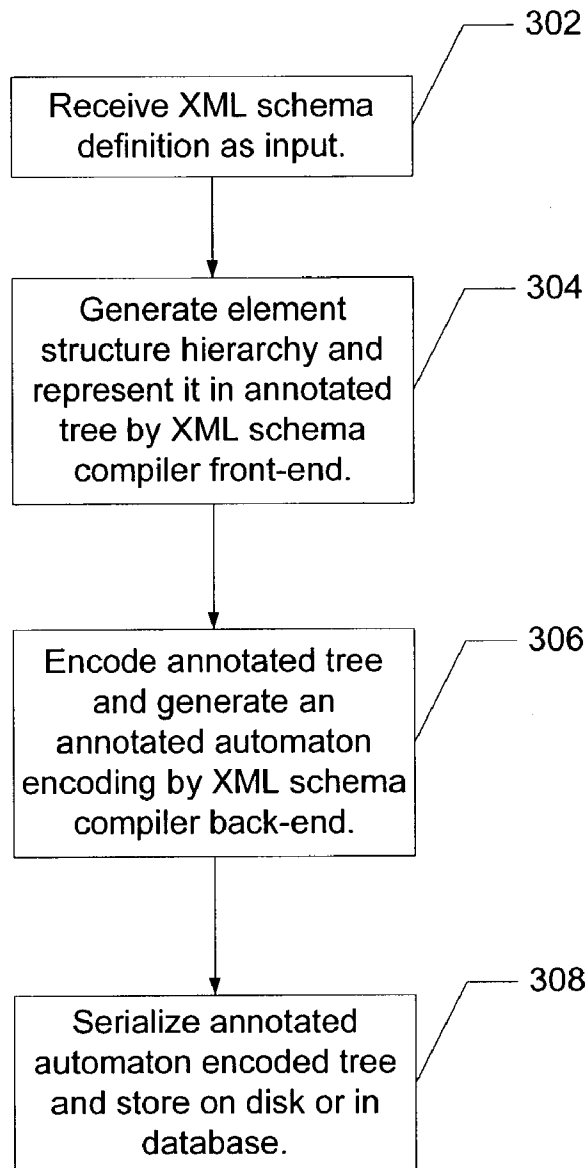 302
Receive XML schema
definition as input.
304
Generate element
structure hierarchy and
represent it in annotated
tree by XML schema
compiler front-end.
306
Encode annotated tree
and generate an
annotated automaton
encoding by XML schema
compiler back-end.
308
Serialize annotated
automaton encoded tree
and store on disk or in
database.